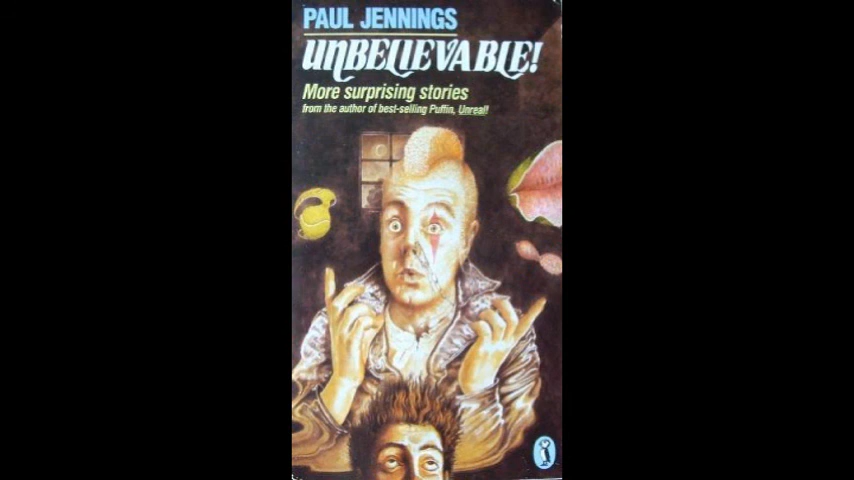 PAUL JENNINGS
UNBELIEVABLE!
More surprising stories
from the author of best-selling Puffin, Unreal!